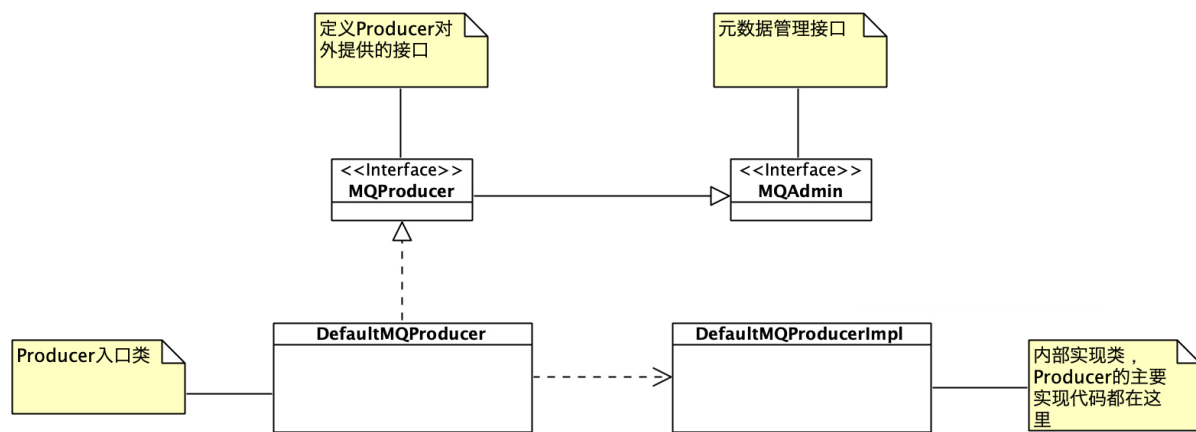 定义Producer对
外提供的接口
元数据管理接口
<<Interface>>
MQProducer
<<Interface>>
MQAdmin
Producer入口类
DefaultMQProducer
DefaultMQProducerImpl
内部实现类，
Producer的主要
实现代码都在这
里